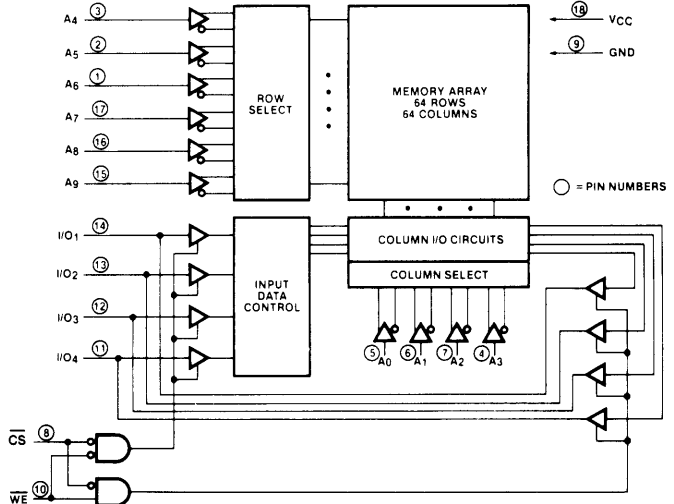 A4 3
A5 2
A6 1
A7 17
A8 16
A9 15
ROW
SELECT
MEMORY ARRAY
64 ROWS
64 COLUMNS
18 VCC
9 GND
= PIN NUMBERS
I/O1 14
I/O2 13
I/O3 12
I/O4 11
INPUT
DATA
CONTROL
COLUMN I/O CIRCUITS
COLUMN SELECT
5 A0 6 A1 7 A2 4 A3
CS 8
WE 10